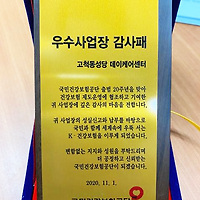 우수사업장 감사패
고척동성당 데이케어센터
국민건강보험공단 출범 20주년을 맞아
건강보험 제도운영에 협조하고 기여한
귀 사업장에 깊은 감사의 마음을 전합니다.
귀 사업장의 성실신고와 납부를 바탕으로
국민과 함께 세계속에 우뚝 서는
K-건강보험을 이루게 되었습니다.
변함없는 지지와 성원을 부탁드리며
더 공정하고 신뢰받는
국민건강보험공단이 되겠습니다.
2020. 11. 1.
국민건강보험공단